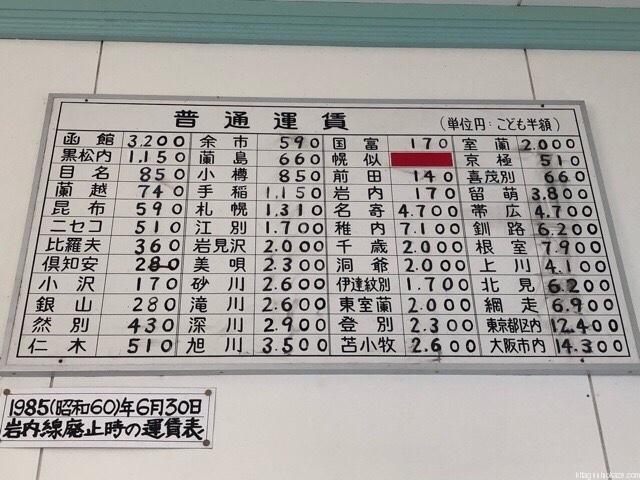 普通運賃 (単位円:こども半額)
函館 3.200 余市 590 国富 170 室蘭 2.000
黒松内 1.150 蘭島 660 幌似 京極 510
目名 850 小樽 850 前田 140 喜茂別 660
蘭越 740 手稲 1.150 岩内 170 留萌 3.800
昆布 590 札幌 1.310 名寄 4.700 帯広 4.700
ニセコ 510 江別 1.700 稚内 7.100 釧路 6.200
比羅夫 360 岩見沢 2.000 千歳 2.000 根室 7.900
倶知安 280 美唄 2.300 洞爺 2.000 上川 4.100
小沢 170 砂川 2.600 伊達紋別 1.700 北見 6.200
銀山 280 滝川 2.600 東室蘭 2.000 網走 6.900
然別 430 深川 2.900 登別 2.300 東京都区内 12.400
仁木 510 旭川 3.500 苫小牧 2.600 大阪市内 14.300
1985(昭和60)年6月30日
岩内線廃止時の運賃表